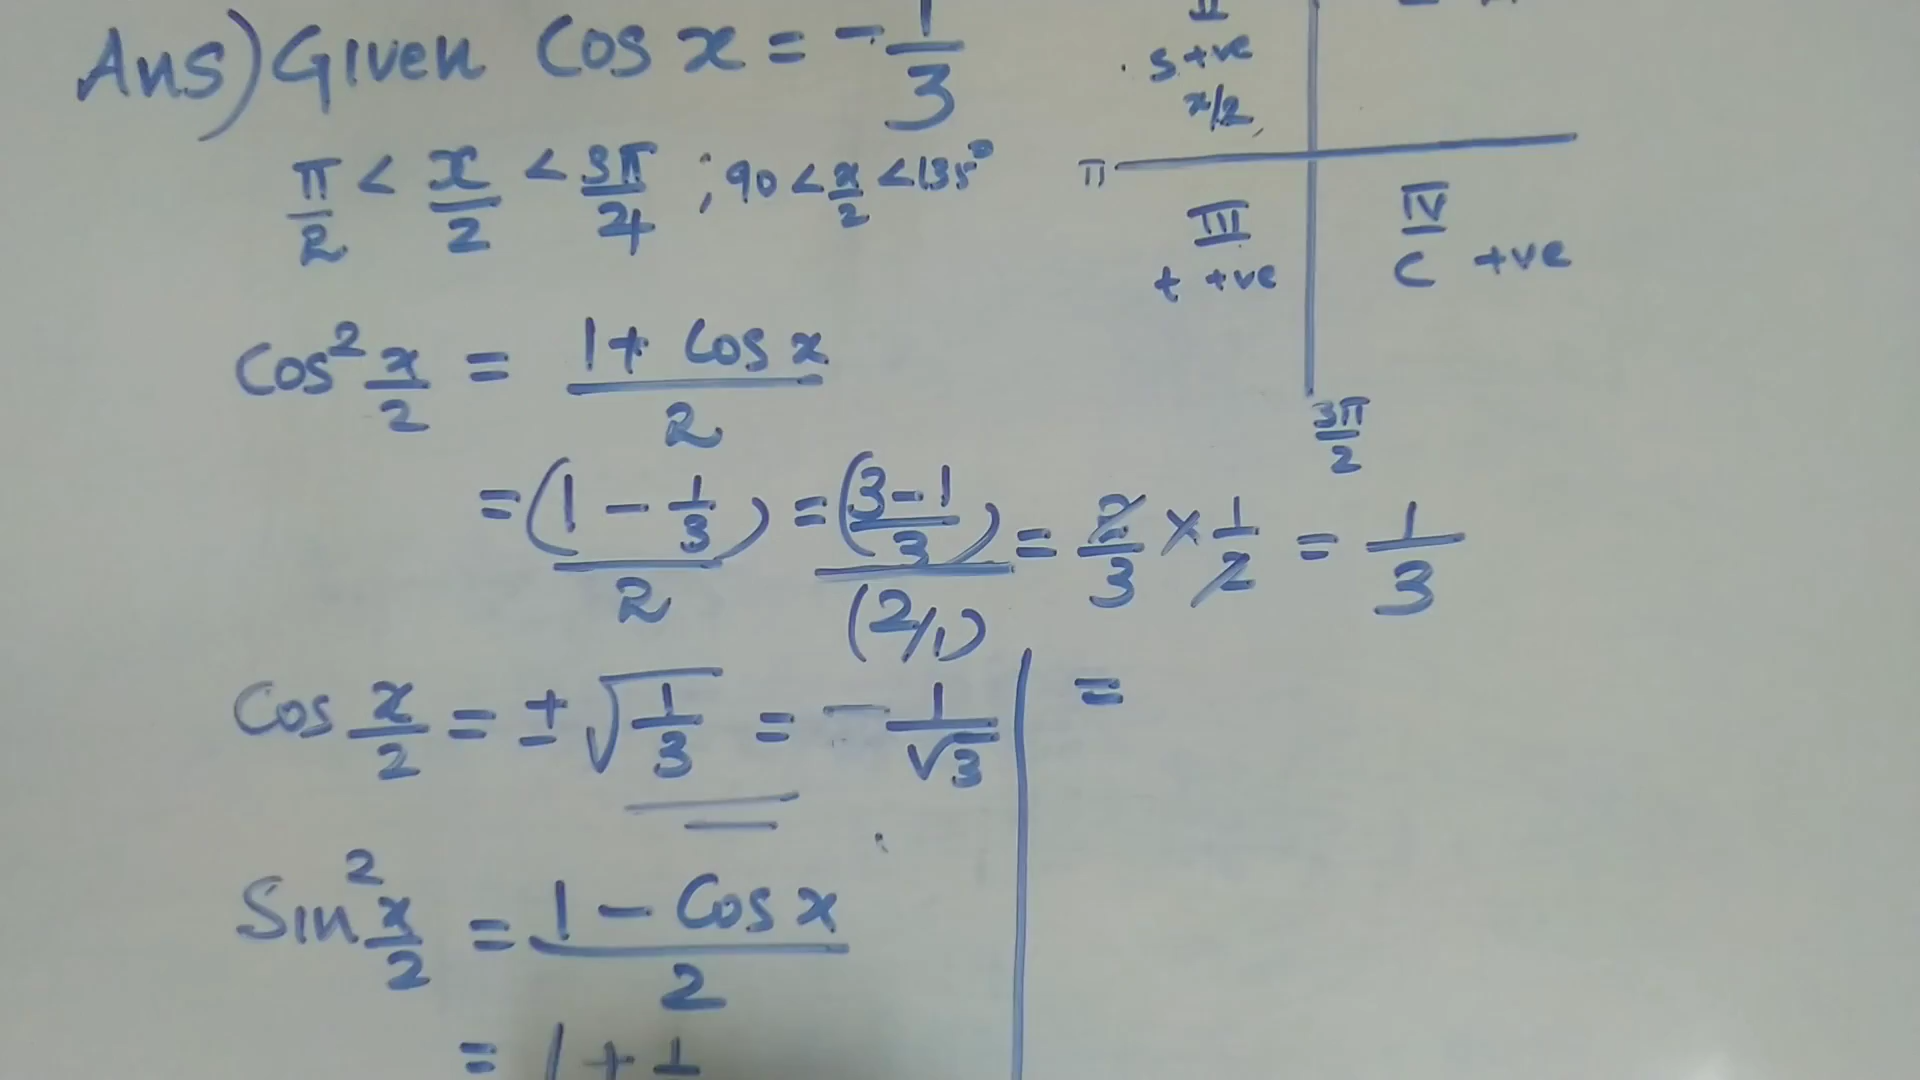 Ans) Given Cos x = -1/3
π/2 < x/2 < 3π/4 ; 90 < x/2 < 135°
II
S +ve
x/2
π
III
t +ve
IV
C +ve
3π/2
Cos² x/2 = (1 + Cos x)/2
= (1 - 1/3)/2 = ((3-1)/3)/(2/1) = 2/3 × 1/2 = 1/3
Cos x/2 = ± √(1/3) = - 1/√3
=
Sin² x/2 = (1 - Cos x)/2
= 1 + 1